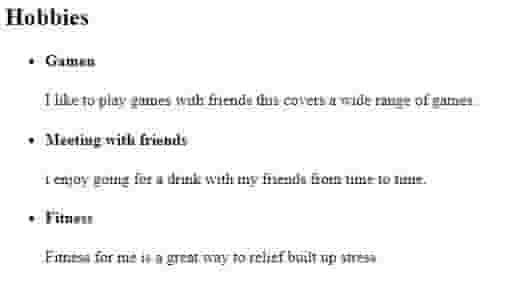 Hobbies
Gamen
I like to play games with friends this covers a wide range of games.
Meeting with friends
i enjoy going for a drink with my friends from time to time.
Fitness
Fitness for me is a great way to relief built up stress